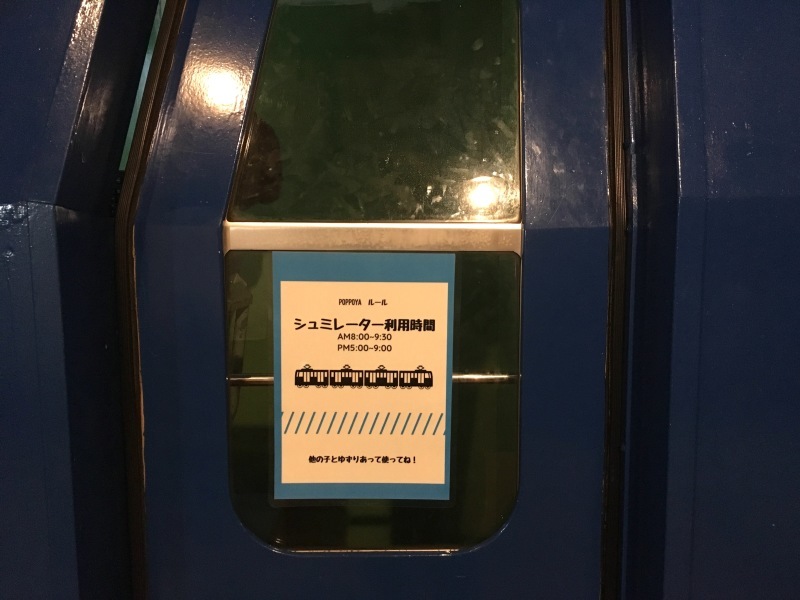 POPPOYA ルール
シュミレーター利用時間
AM8:00~9:30
PM5:00~9:00
他の子とゆずりあって使ってね！